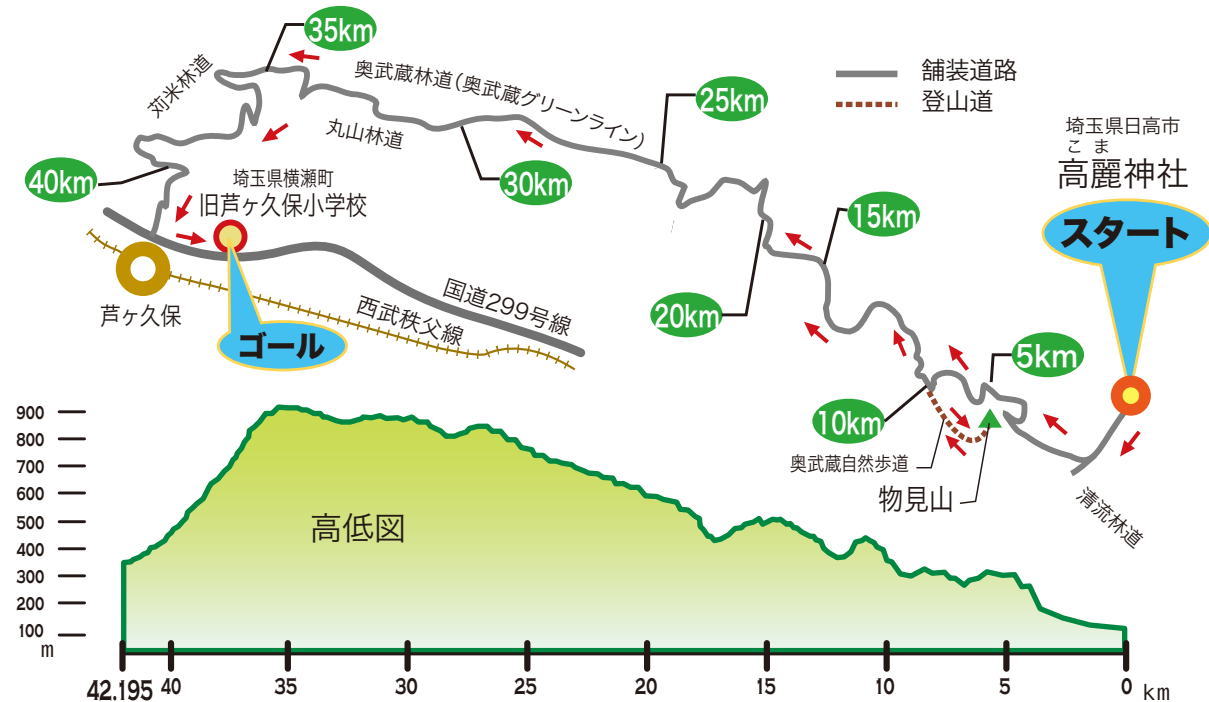 35km
奥武蔵林道(奥武蔵グリーンライン)
苅米林道
丸山林道
25km
舗装道路
登山道
埼玉県日高市
こま
高麗神社
スタート
40km
埼玉県横瀬町
旧芦ヶ久保小学校
30km
15km
20km
国道299号線
西武秩父線
芦ヶ久保
ゴール
5km
10km
奥武蔵自然歩道
物見山
清流林道
高低図
900
800
700
600
500
400
300
200
100
m
42.195 40 35 30 25 20 15 10 5 0 km